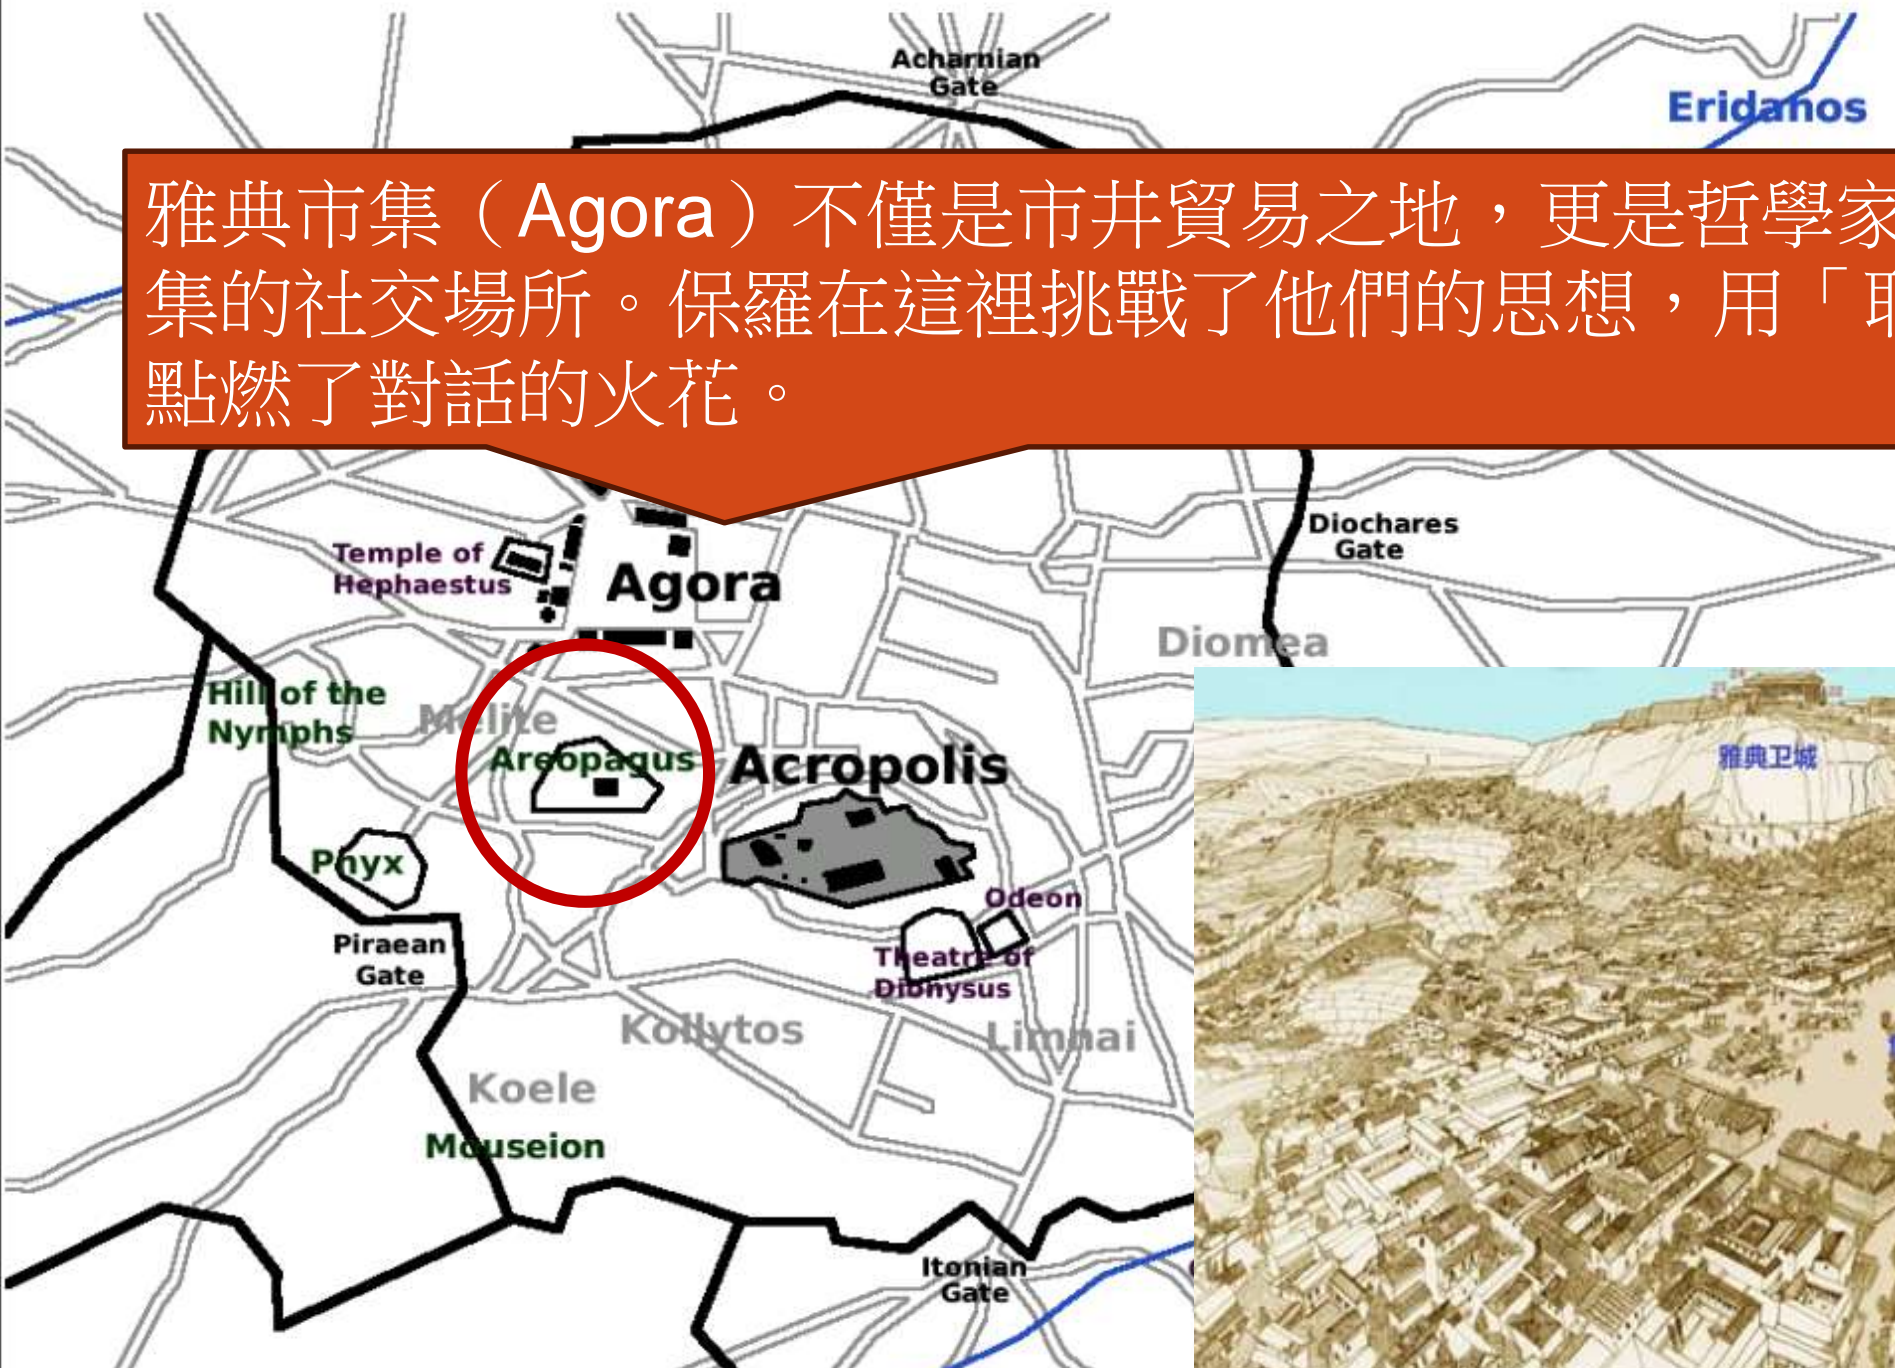 Acharnian
Gate
Eridanos
雅典市集（Agora）不僅是市井貿易之地，更是哲學家
集的社交場所。保羅在這裡挑戰了他們的思想，用「
點燃了對話的火花。
Diochares
Gate
Temple of
Hephaestus
Agora
Diomea
Hill of the
Nymphs
Melite
Areopagus
Acropolis
雅典卫城
Pnyx
Odeon
Piraean
Gate
Theatre of
Dionysus
Kollytos
Limnai
Koele
Mouseion
Itonian
Gate